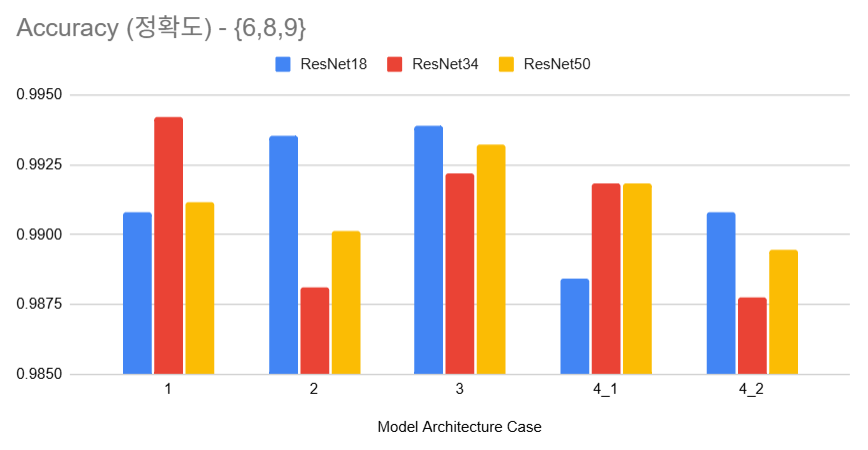 Accuracy (정확도) - {6,8,9}
ResNet18 ResNet34 ResNet50
0.9950
0.9925
0.9900
0.9875
0.9850
1 2 3 4_1 4_2
Model Architecture Case